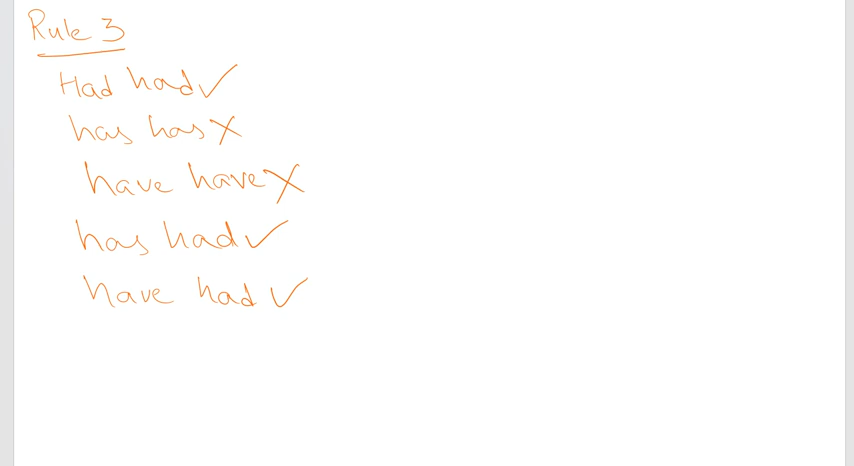 Rule 3
Had had ✓
has has ✗
have have ✗
has had ✓
have had ✓